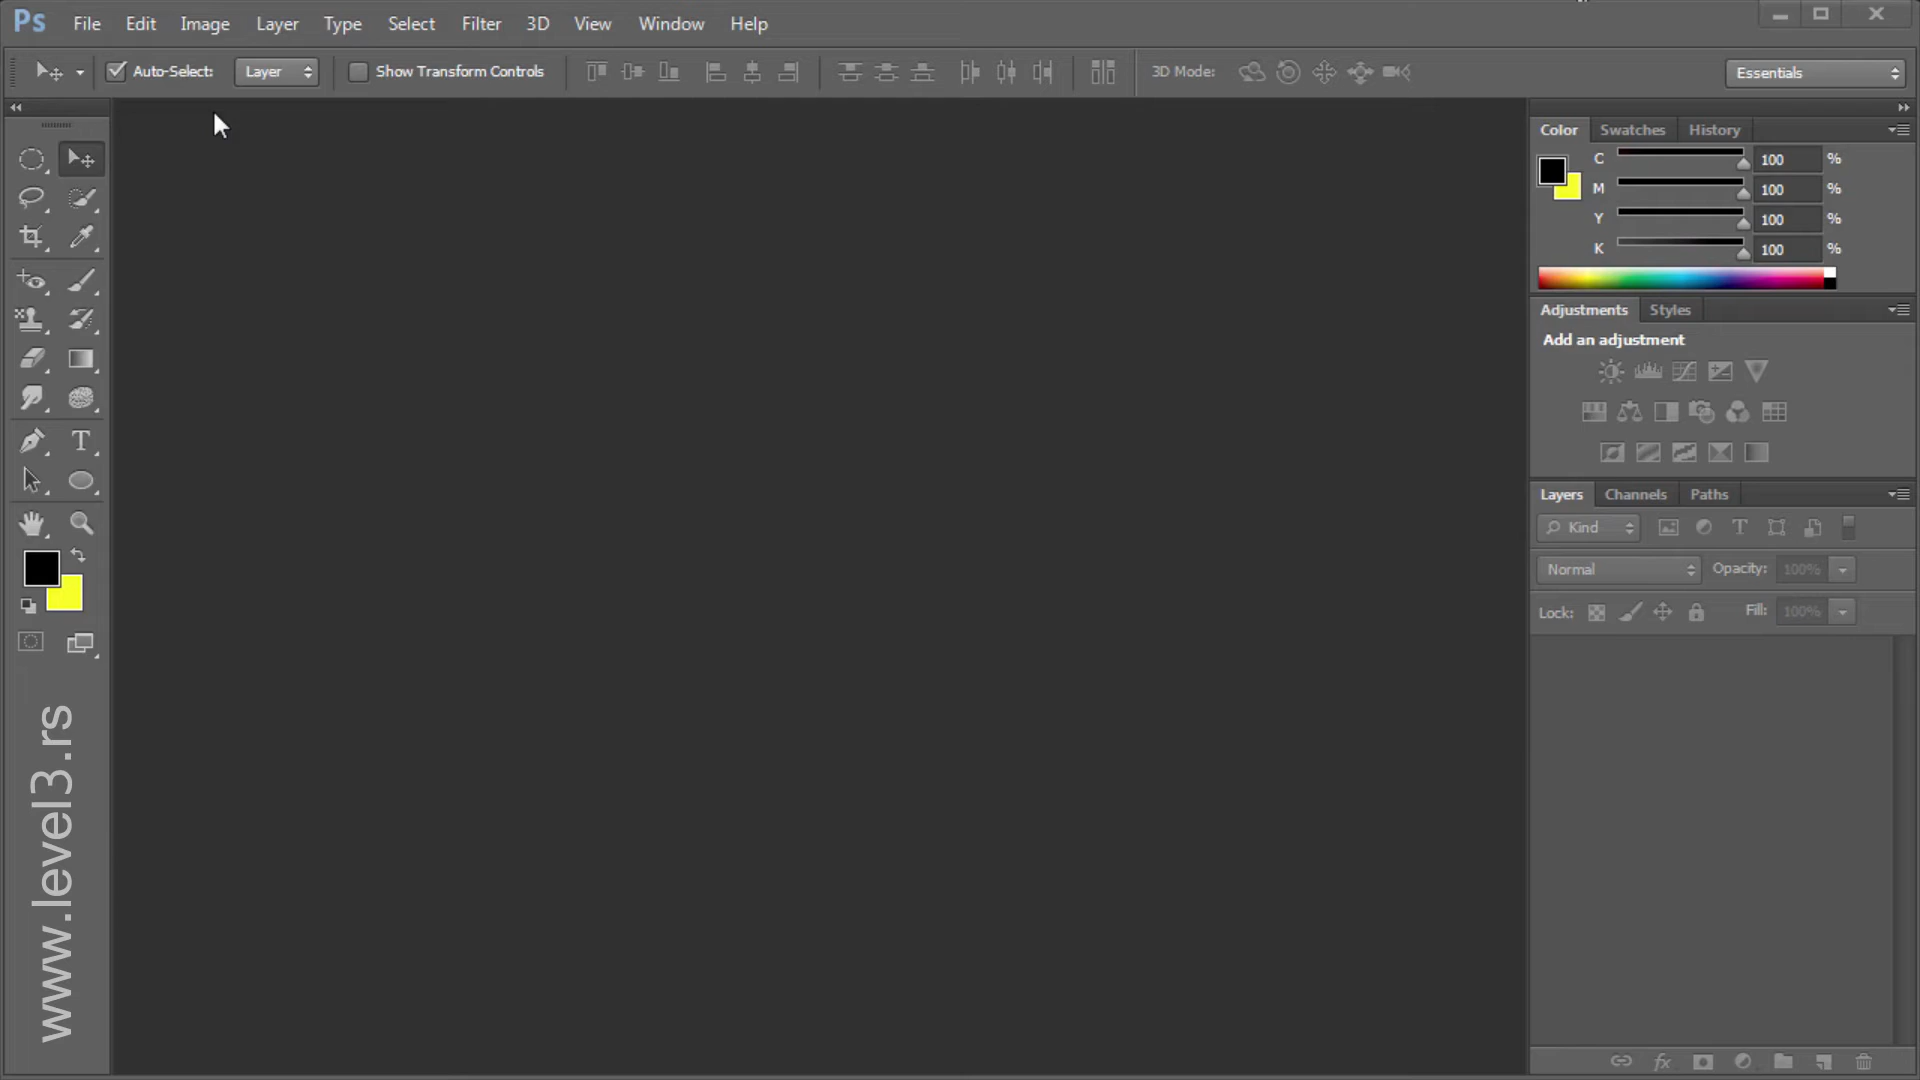 Ps File Edit Image Layer Type Select Filter 3D View Window Help
Auto-Select: Layer Show Transform Controls 3D Mode: Essentials
Color Swatches History
C 100 %
M 100 %
Y 100 %
K 100 %
Adjustments Styles
Add an adjustment
Layers Channels Paths
Kind T
Normal Opacity: 100%
Lock: Fill: 100%
fx
T
www.level3.rs